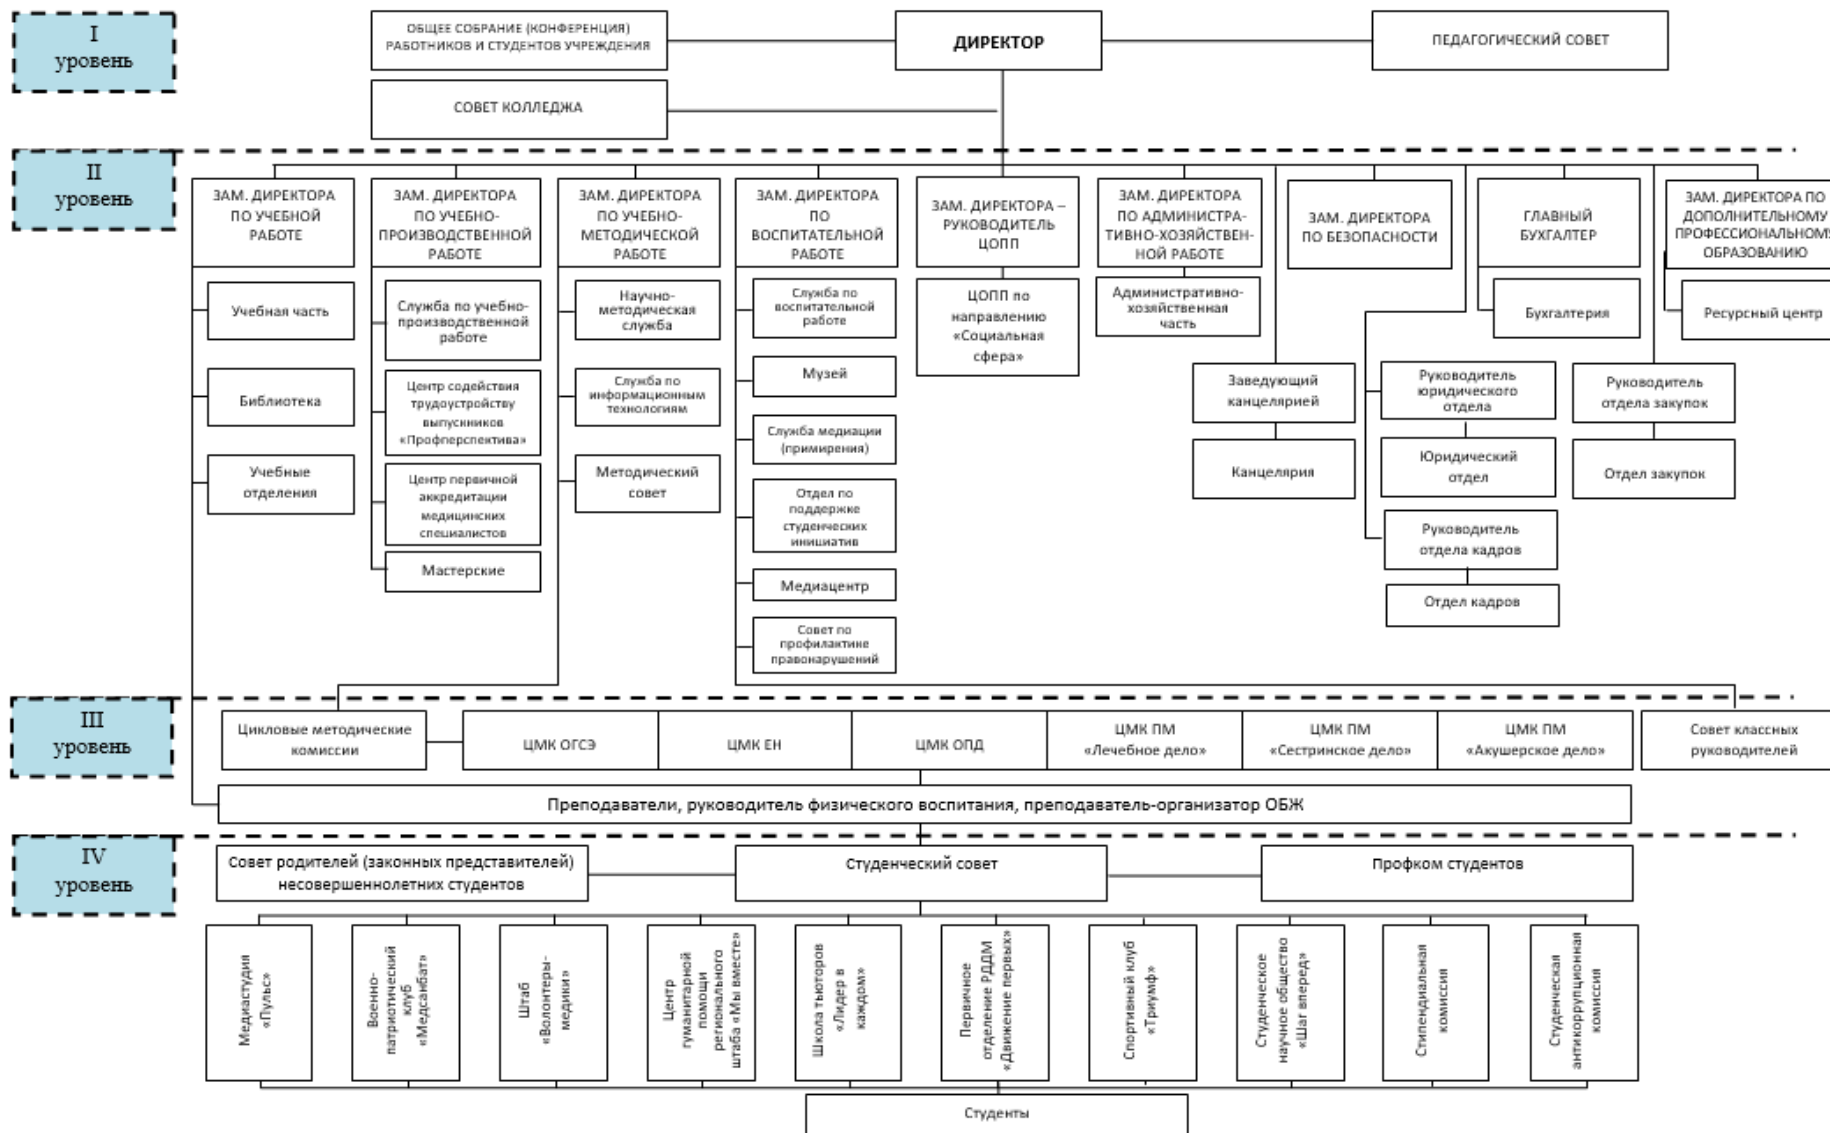 I
уровень
ОБЩЕЕ СОБРАНИЕ (КОНФЕРЕНЦИЯ)
РАБОТНИКОВ И СТУДЕНТОВ УЧРЕЖДЕНИЯ
ДИРЕКТОР
ПЕДАГОГИЧЕСКИЙ СОВЕТ
СОВЕТ КОЛЛЕДЖА
II
уровень
ЗАМ. ДИРЕКТОРА
ПО УЧЕБНОЙ
РАБОТЕ
ЗАМ. ДИРЕКТОРА
ПО УЧЕБНО-
ПРОИЗВОДСТВЕННОЙ
РАБОТЕ
ЗАМ. ДИРЕКТОРА
ПО УЧЕБНО-
МЕТОДИЧЕСКОЙ
РАБОТЕ
ЗАМ. ДИРЕКТОРА
ПО
ВОСПИТАТЕЛЬНОЙ
РАБОТЕ
ЗАМ. ДИРЕКТОРА –
РУКОВОДИТЕЛЬ
ЦОПП
ЗАМ. ДИРЕКТОРА
ПО АДМИНИСТРА-
ТИВНО-ХОЗЯЙСТВЕН-
НОЙ РАБОТЕ
ЗАМ. ДИРЕКТОРА
ПО БЕЗОПАСНОСТИ
ГЛАВНЫЙ
БУХГАЛТЕР
ЗАМ. ДИРЕКТОРА ПО
ДОПОЛНИТЕЛЬНОМУ
ПРОФЕССИОНАЛЬНОМУ
ОБРАЗОВАНИЮ
Учебная часть
Библиотека
Учебные
отделения
Служба по учебно-
производственной
работе
Центр содействия
трудоустройству
выпускников
«Профперспектива»
Центр первичной
аккредитации
медицинских
специалистов
Мастерские
Научно-
методическая
служба
Служба по
информационным
технологиям
Методический
совет
Служба по
воспитательной
работе
Музей
Служба медиации
(примирения)
Отдел по
поддержке
студенческих
инициатив
Медиацентр
Совет по
профилактике
правонарушений
ЦОПП по
направлению
«Социальная
сфера»
Административно-
хозяйственная
часть
Заведующий
канцелярией
Канцелярия
Руководитель
юридического
отдела
Юридический
отдел
Руководитель
отдела кадров
Отдел кадров
Бухгалтерия
Руководитель
отдела закупок
Отдел закупок
Ресурсный центр
III
уровень
Цикловые методические
комиссии
ЦМК ОГСЭ
ЦМК ЕН
ЦМК ОПД
ЦМК ПМ
«Лечебное дело»
ЦМК ПМ
«Сестринское дело»
ЦМК ПМ
«Акушерское дело»
Совет классных
руководителей
Преподаватели, руководитель физического воспитания, преподаватель-организатор ОБЖ
IV
уровень
Совет родителей (законных представителей)
несовершеннолетних студентов
Студенческий совет
Профком студентов
Медиастудия
«Пульс»
Военно-
патриотический
клуб
«Медсанбат»
Штаб
«Волонтеры-
медики»
Центр
гуманитарной
помощи
регионального
штаба «Мы вместе»
Школа тьюторов
«Лидер в
каждом»
Первичное
отделение РДДМ
«Движение первых»
Спортивный клуб
«Триумф»
Студенческое
научное общество
«Шаг вперед»
Стипендиальная
комиссия
Студенческая
антикоррупционная
комиссия
Студенты